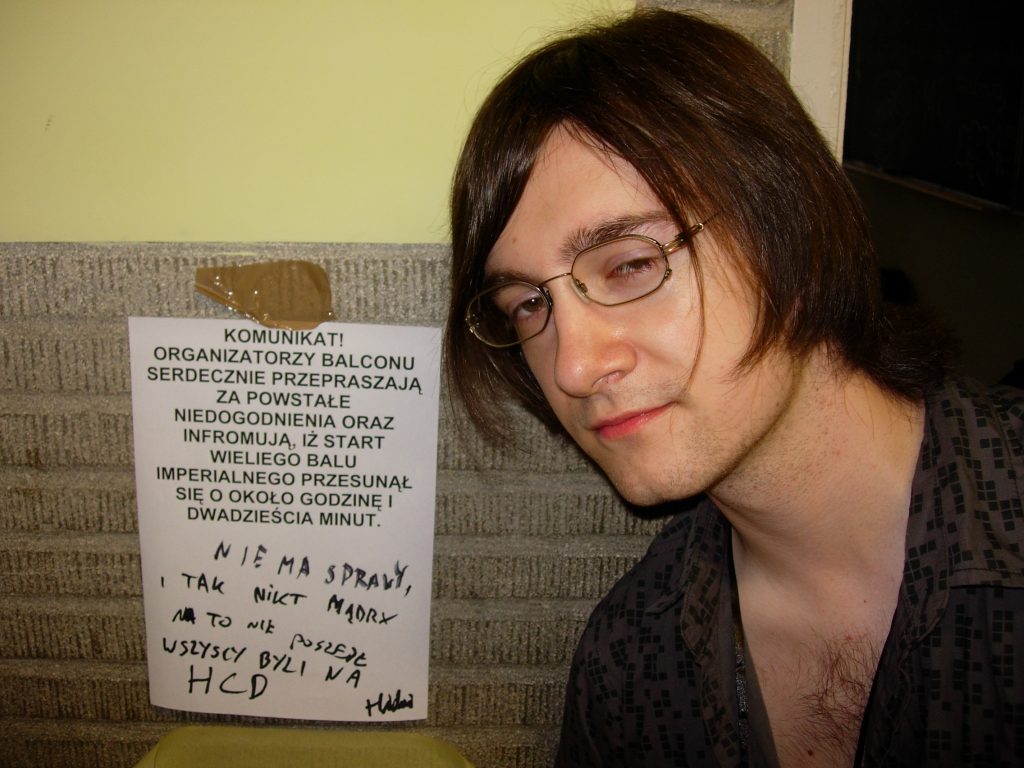 KOMUNIKAT!
ORGANIZATORZY BALCONU
SERDECZNIE PRZEPRASZAJĄ
ZA POWSTAŁE
NIEDOGODNIENIA ORAZ
INFROMUJĄ, IŻ START
WIELIEGO BALU
IMPERIALNEGO PRZESUNĄŁ
SIĘ O OKOŁO GODZINĘ I
DWADZIEŚCIA MINUT.
NIE MA SPRAWY,
I TAK NIKT MĄDRY
NA TO NIE POSZEDŁ
WSZYSCY BYLI NA
HCD